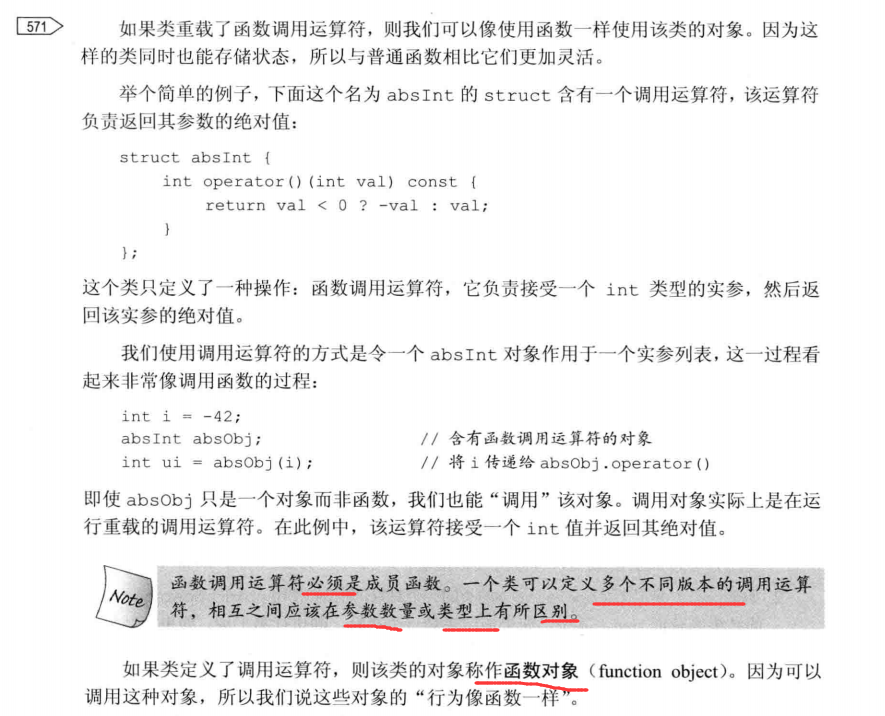 571
如果类重载了函数调用运算符，则我们可以像使用函数一样使用该类的对象。因为这
样的类同时也能存储状态，所以与普通函数相比它们更加灵活。
举个简单的例子，下面这个名为 absInt 的 struct 含有一个调用运算符，该运算符
负责返回其参数的绝对值：
struct absInt {
    int operator()(int val) const {
        return val < 0 ? -val : val;
    }
};
这个类只定义了一种操作：函数调用运算符，它负责接受一个 int 类型的实参，然后返
回该实参的绝对值。
我们使用调用运算符的方式是令一个 absInt 对象作用于一个实参列表，这一过程看
起来非常像调用函数的过程：
int i = -42;
absInt absObj; // 含有函数调用运算符的对象
int ui = absObj(i); // 将 i 传递给 absObj.operator()
即使 absObj 只是一个对象而非函数，我们也能“调用”该对象。调用对象实际上是在运
行重载的调用运算符。在此例中，该运算符接受一个 int 值并返回其绝对值。
Note
函数调用运算符必须是成员函数。一个类可以定义多个不同版本的调用运算
符，相互之间应该在参数数量或类型上有所区别。
如果类定义了调用运算符，则该类的对象称作函数对象（function object）。因为可以
调用这种对象，所以我们说这些对象的“行为像函数一样”。